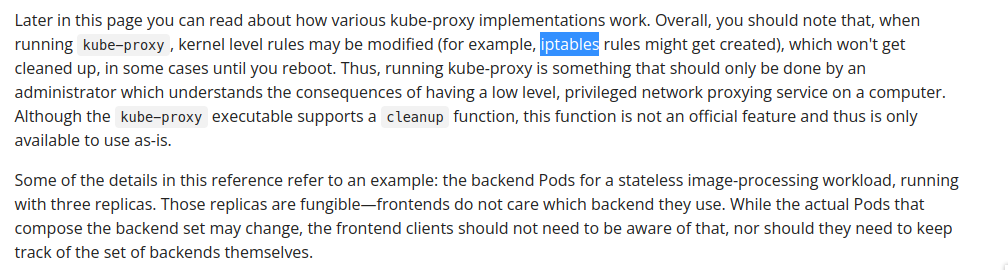 Later in this page you can read about how various kube-proxy implementations work. Overall, you should note that, when
running kube-proxy, kernel level rules may be modified (for example, iptables rules might get created), which won't get
cleaned up, in some cases until you reboot. Thus, running kube-proxy is something that should only be done by an
administrator which understands the consequences of having a low level, privileged network proxying service on a computer.
Although the kube-proxy executable supports a cleanup function, this function is not an official feature and thus is only
available to use as-is.
Some of the details in this reference refer to an example: the backend Pods for a stateless image-processing workload, running
with three replicas. Those replicas are fungible—frontends do not care which backend they use. While the actual Pods that
compose the backend set may change, the frontend clients should not need to be aware of that, nor should they need to keep
track of the set of backends themselves.